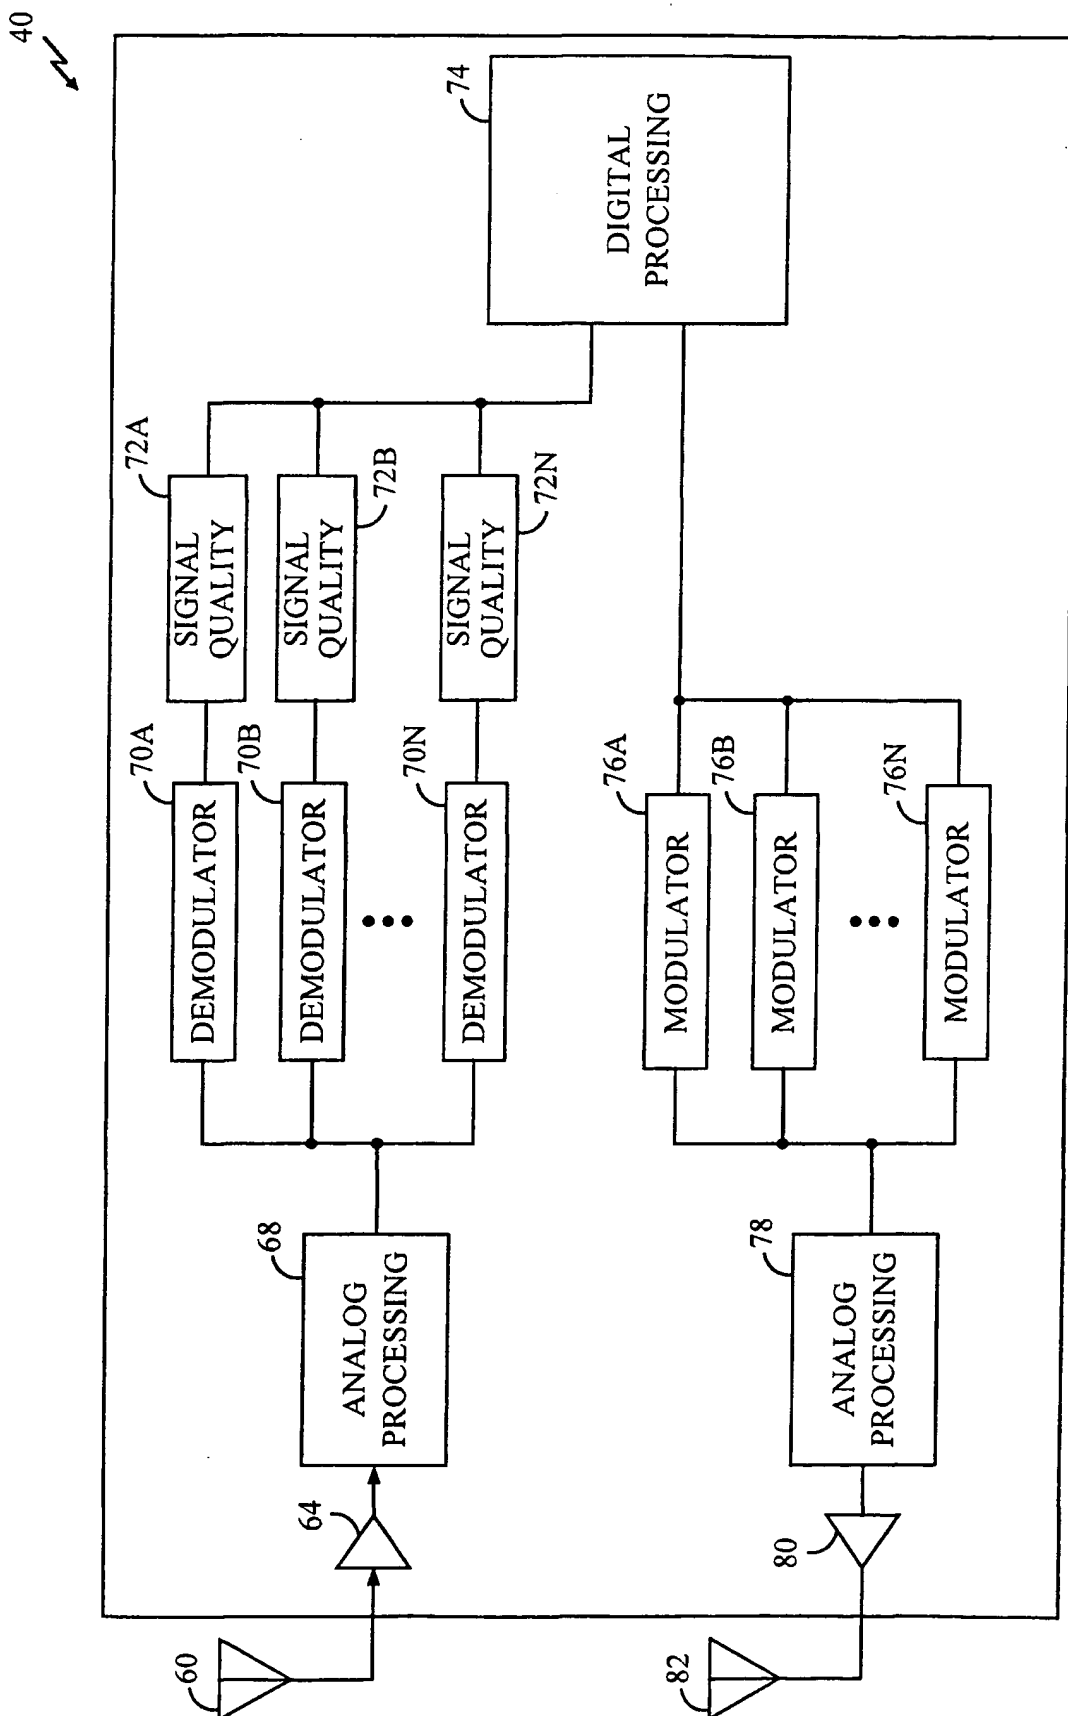 40
60
64
68
ANALOG
PROCESSING
70A
DEMODULATOR
70B
DEMODULATOR
70N
DEMODULATOR
72A
SIGNAL
QUALITY
72B
SIGNAL
QUALITY
72N
SIGNAL
QUALITY
74
DIGITAL
PROCESSING
76A
MODULATOR
76B
MODULATOR
76N
MODULATOR
78
ANALOG
PROCESSING
80
82